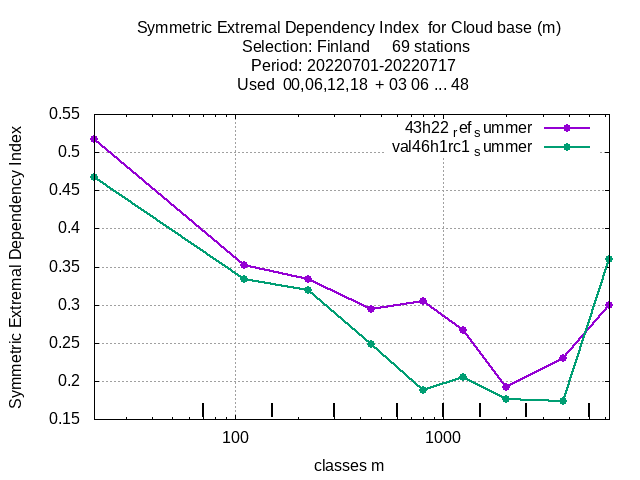 Symmetric Extremal Dependency Index  for Cloud base (m)
Selection: Finland     69 stations
Period: 20220701-20220717
Used  00,06,12,18  + 03 06 ... 48
Symmetric Extremal Dependency Index
0.55
0.5
0.45
0.4
0.35
0.3
0.25
0.2
0.15
43h22 refsummer
val46h1rc1 summer
100
1000
classes m